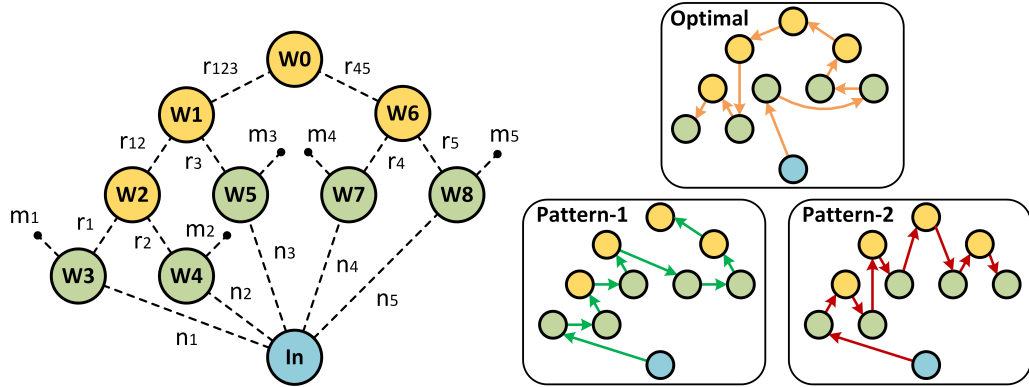 Optimal
W0
r123
r45
W1
W6
r12
r3
m3
m4
r4
r5
m5
W2
W5
W7
W8
m1
r1
r2
m2
W3
W4
n1
n2
n3
n4
n5
In
Pattern-1
Pattern-2